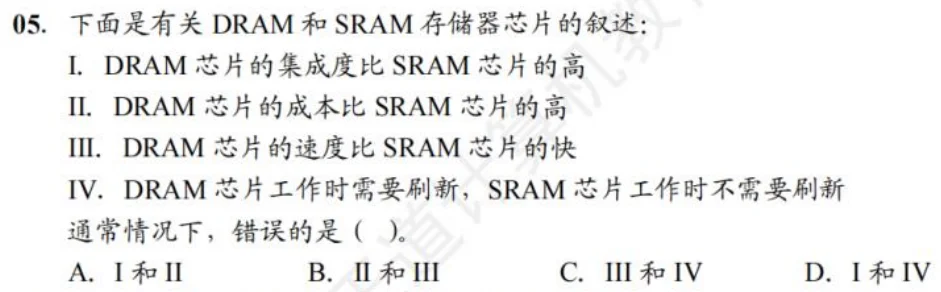 05. 下面是有关 DRAM 和 SRAM 存储器芯片的叙述：
I. DRAM 芯片的集成度比 SRAM 芯片的高
II. DRAM 芯片的成本比 SRAM 芯片的高
III. DRAM 芯片的速度比 SRAM 芯片的快
IV. DRAM 芯片工作时需要刷新，SRAM 芯片工作时不需要刷新
通常情况下，错误的是（ ）。
A. I 和 II B. II 和 III C. III 和 IV D. I 和 IV
道计算机教